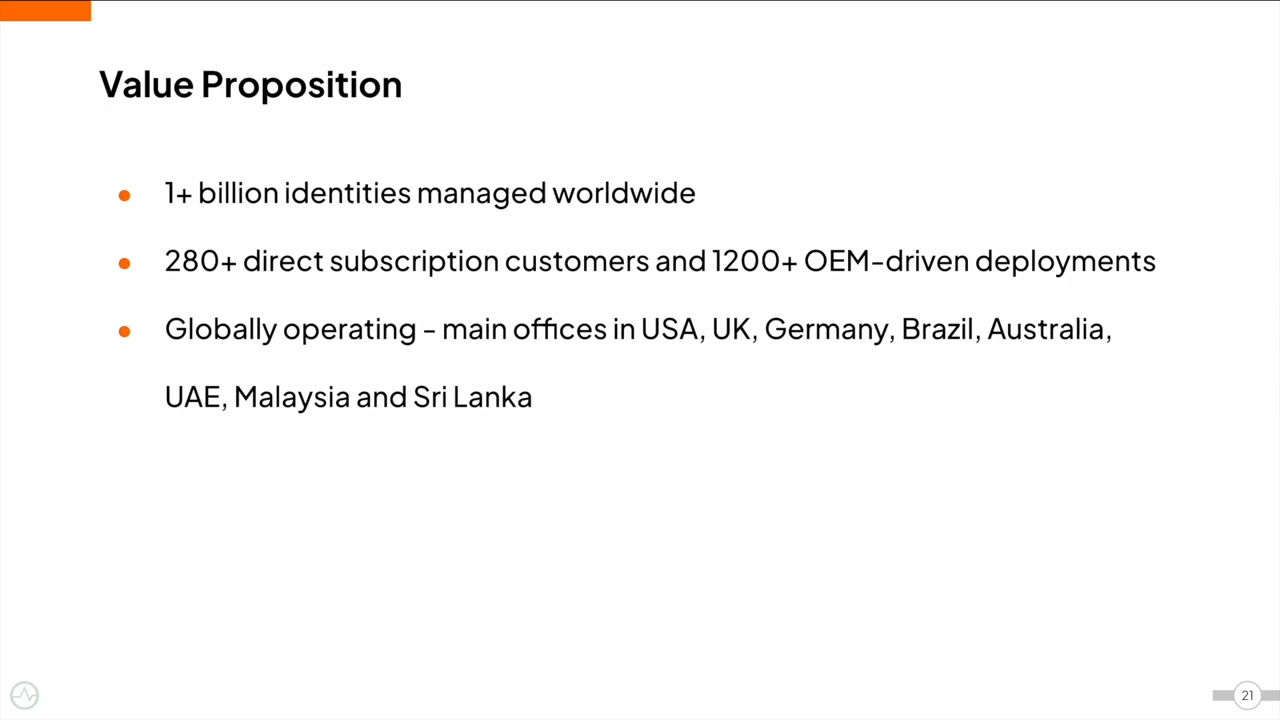 Value Proposition
● 1+ billion identities managed worldwide
● 280+ direct subscription customers and 1200+ OEM-driven deployments
● Globally operating - main offices in USA, UK, Germany, Brazil, Australia,
UAE, Malaysia and Sri Lanka
21